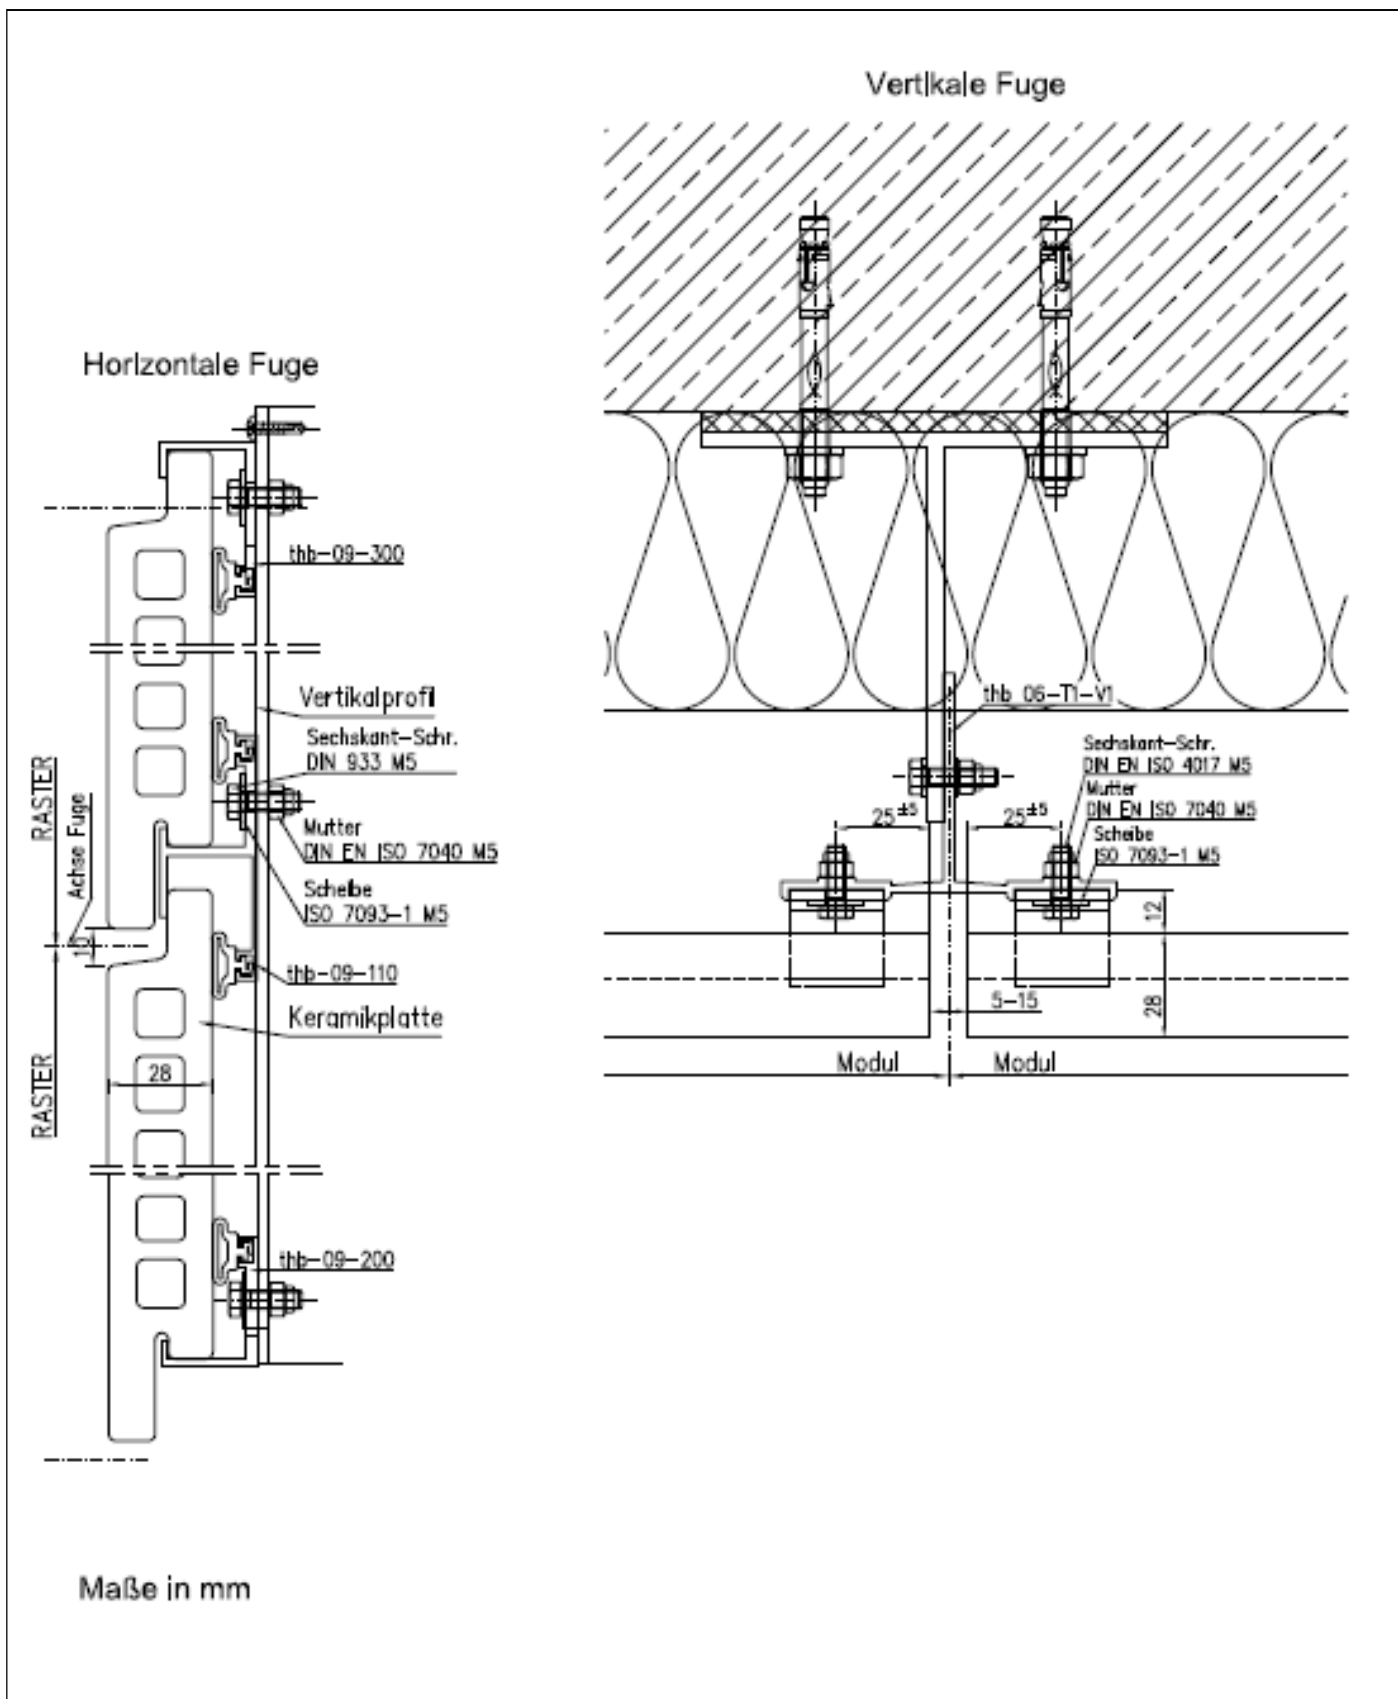 Vertikale Fuge
Horizontale Fuge
thb-09-300
Vertikalprofil
Sechskant-Schr.
DIN 933 M5
Mutter
DIN EN ISO 7040 M5
Scheibe
ISO 7093-1 M5
thb-09-110
Keramikplatte
thb-09-200
RASTER
Achse Fuge
10
RASTER
28
thb 06-T1-V1
Sechskant-Schr.
DIN EN ISO 4017 M5
Mutter
DIN EN ISO 7040 M5
Scheibe
ISO 7093-1 M5
25±5
25±5
12
28
5-15
Modul
Modul
Maße in mm